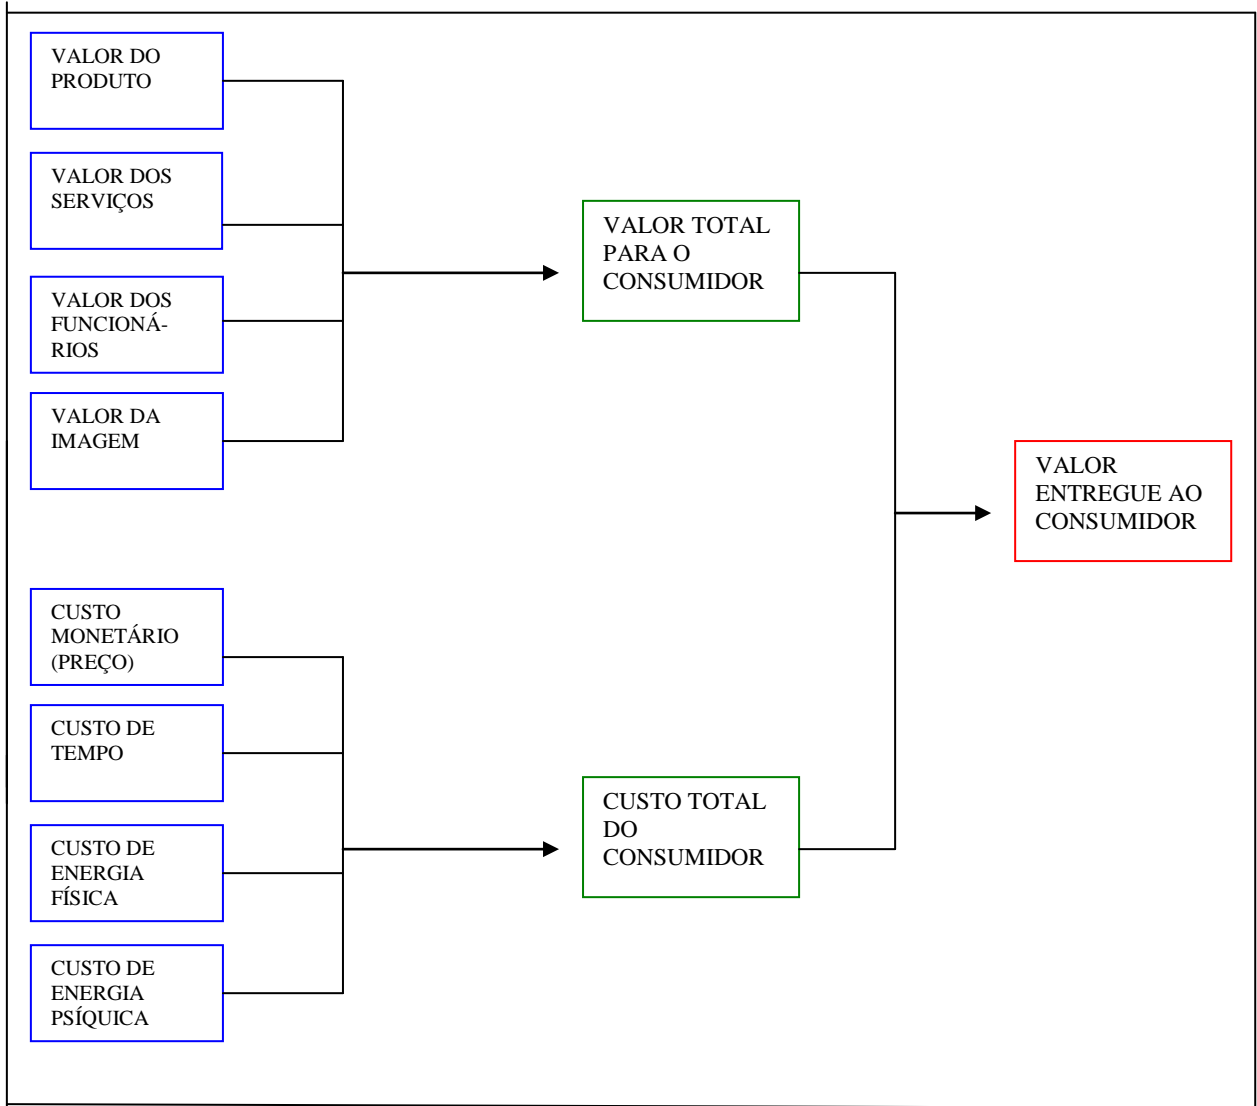 VALOR DO
PRODUTO
VALOR DOS
SERVIÇOS
VALOR DOS
FUNCIONÁ-
RIOS
VALOR DA
IMAGEM
VALOR TOTAL
PARA O
CONSUMIDOR
VALOR
ENTREGUE AO
CONSUMIDOR
CUSTO
MONETÁRIO
(PREÇO)
CUSTO DE
TEMPO
CUSTO DE
ENERGIA
FÍSICA
CUSTO DE
ENERGIA
PSÍQUICA
CUSTO TOTAL
DO
CONSUMIDOR